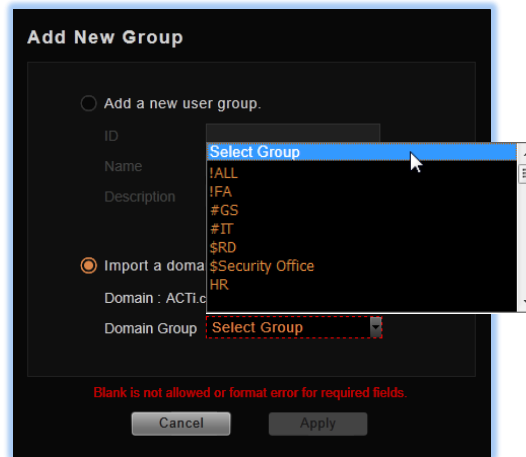 Add New Group
Add a new user group.
ID
Name
Description
Select Group
!ALL
!FA
#GS
#IT
$RD
$Security Office
HR
Import a doma
Domain : ACTi.c
Domain Group Select Group
Blank is not allowed or format error for required fields.
Cancel Apply